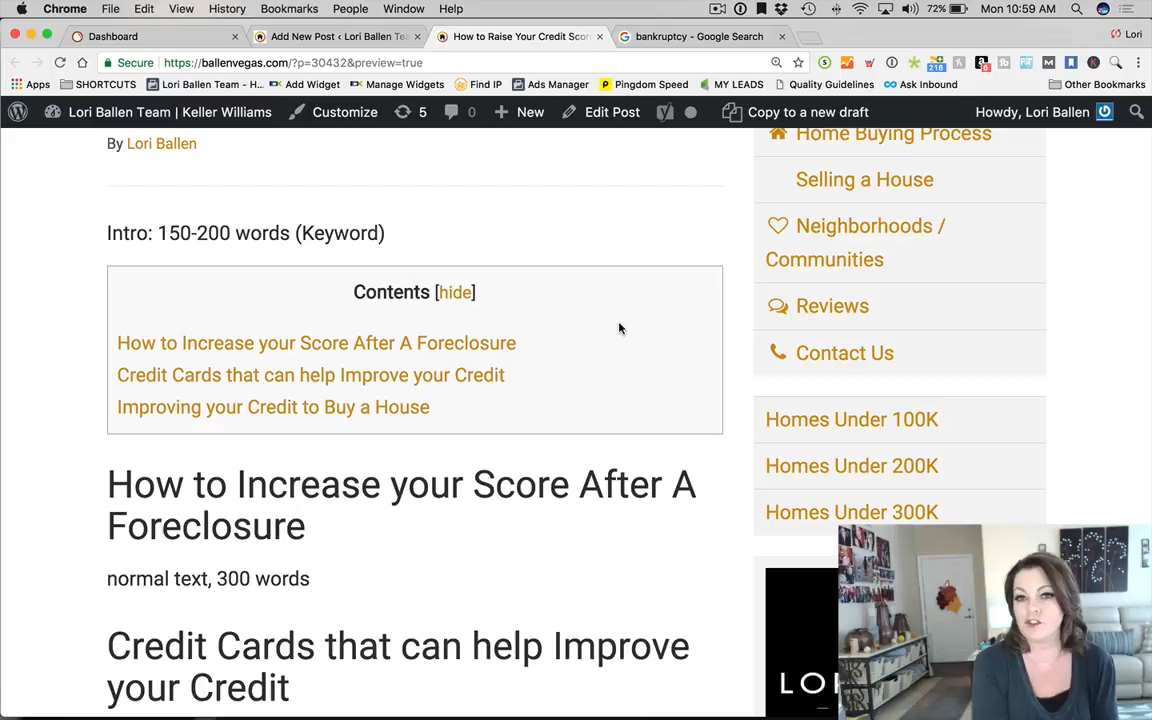 Chrome File Edit View History Bookmarks People Window Help 72% Mon 10:59 AM
Dashboard × Add New Post ‹ Lori Ballen Te × How to Raise Your Credit Scor × bankruptcy - Google Search × Lori
Secure https://ballenvegas.com/?p=30432&preview=true
Apps SHORTCUTS Lori Ballen Team - H... Add Widget Manage Widgets Find IP Ads Manager Pingdom Speed MY LEADS Quality Guidelines Ask Inbound Other Bookmarks
Lori Ballen Team | Keller Williams Customize 5 0 New Edit Post Copy to a new draft Howdy, Lori Ballen
By Lori Ballen
Intro: 150-200 words (Keyword)
Contents [hide]
How to Increase your Score After A Foreclosure
Credit Cards that can help Improve your Credit
Improving your Credit to Buy a House
How to Increase your Score After A
Foreclosure
normal text, 300 words
Credit Cards that can help Improve
your Credit
Home Buying Process
Selling a House
Neighborhoods /
Communities
Reviews
Contact Us
Homes Under 100K
Homes Under 200K
Homes Under 300K